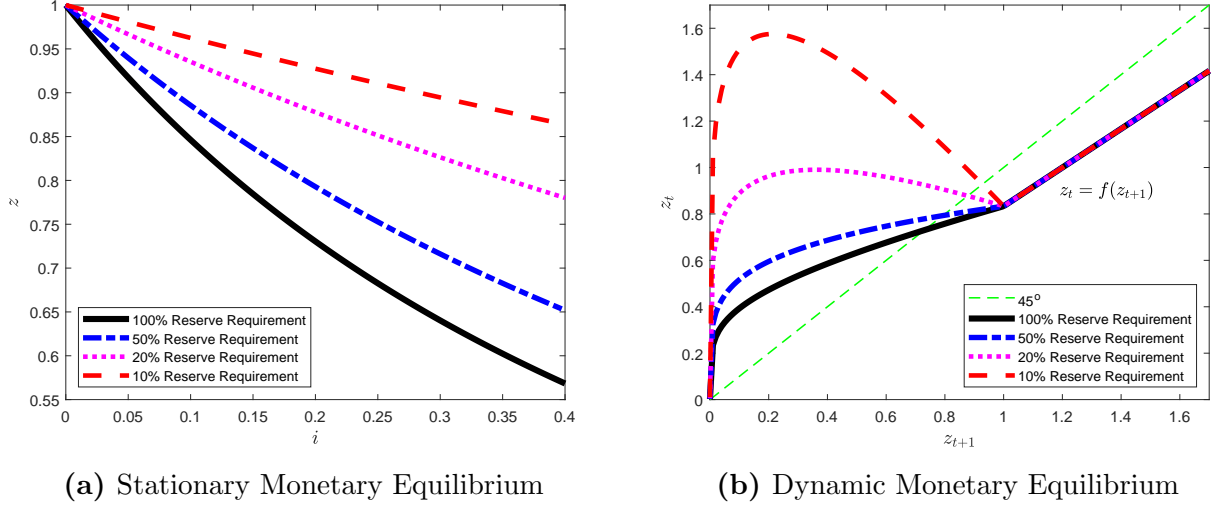 1
0.95
0.9
0.85
0.8
0.75
0.7
0.65
0.6
0.55
z
0
0.05
0.1
0.15
0.2
0.25
0.3
0.35
0.4
i
100% Reserve Requirement
50% Reserve Requirement
20% Reserve Requirement
10% Reserve Requirement
(a) Stationary Monetary Equilibrium
1.6
1.4
1.2
1
0.8
0.6
0.4
0.2
0
z_t
0
0.2
0.4
0.6
0.8
1
1.2
1.4
1.6
z_{t+1}
z_t = f(z_{t+1})
45°
100% Reserve Requirement
50% Reserve Requirement
20% Reserve Requirement
10% Reserve Requirement
(b) Dynamic Monetary Equilibrium